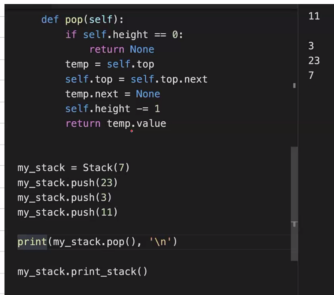 def pop(self):
if self.height == 0:
return None
temp = self.top
self.top = self.top.next
temp.next = None
self.height -= 1
return temp.value
my_stack = Stack(7)
my_stack.push(23)
my_stack.push(3)
my_stack.push(11)
print(my_stack.pop(), '\n')
my_stack.print_stack()
11
3
23
7